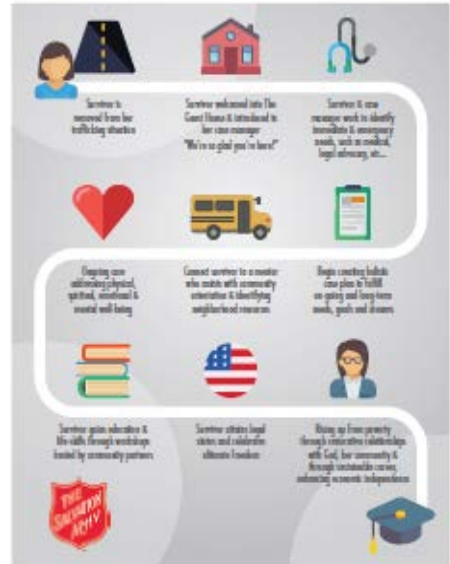 Survivor is
removed from her
trafficking situation
Survivor welcomed into The
Guest Home & introduced to
her case manager
"We're so glad you're here!"
Survivor & case
manager work to identify
immediate & emergency
needs, such as medical,
legal advocacy, etc...
Ongoing care
addressing physical,
spiritual, emotional &
mental well-being
Connect survivor to a mentor
who assists with community
orientation & identifying
neighborhood resources
Begin creating holistic
case plan to fulfill
on-going and long-term
needs, goals and dreams
Survivor gains education &
life-skills through workshops
hosted by community partners
Survivor attains legal
status and celebrates
ultimate freedom
Rising up from poverty
through restorative relationships
with God, her community &
through sustainable career,
enhancing economic independence
THE
SALVATION
ARMY